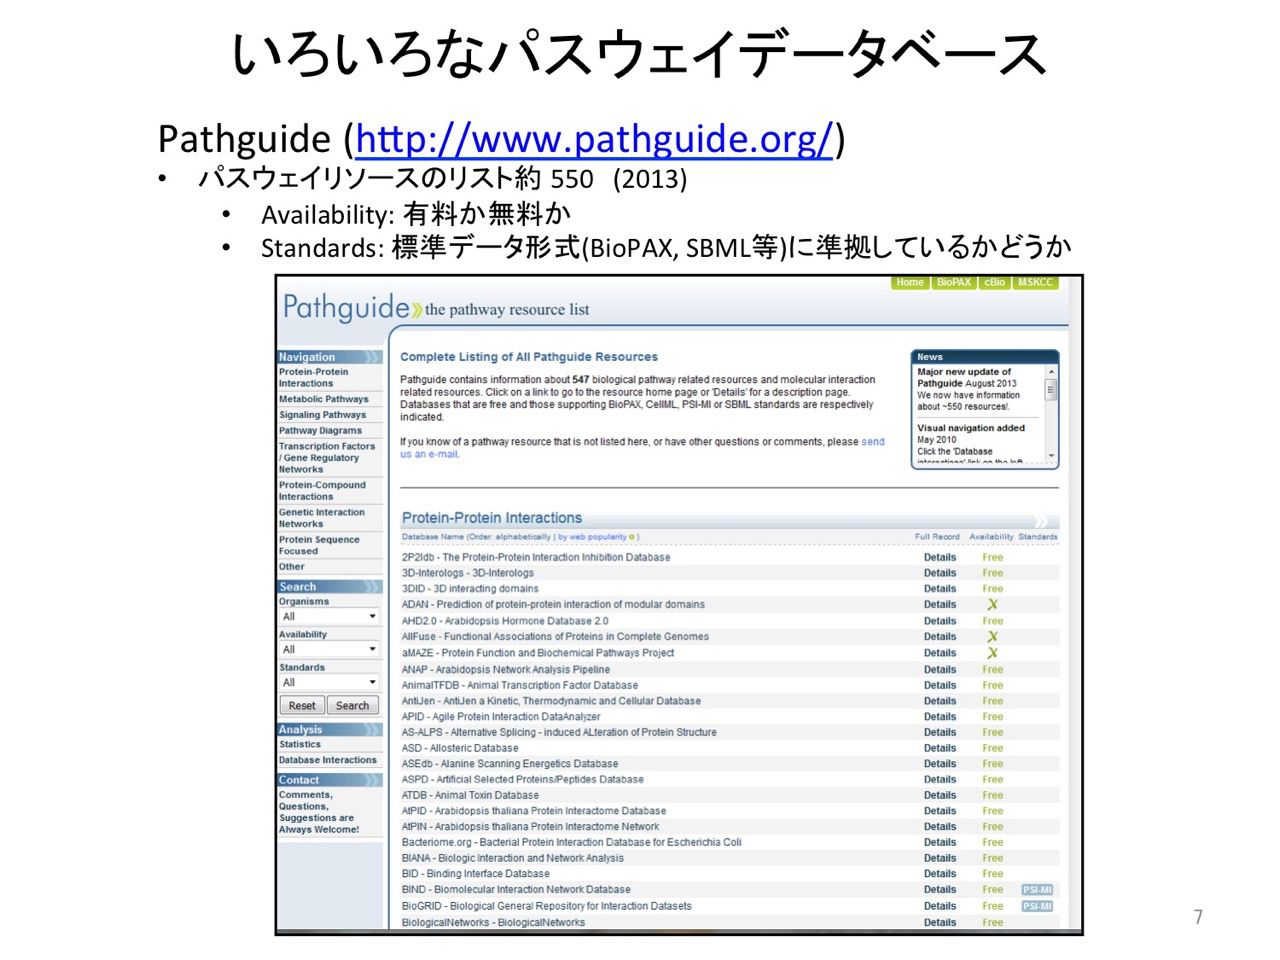 いろいろなパスウェイデータベース
Pathguide (http://www.pathguide.org/)
• パスウェイリソースのリスト約 550 (2013)
• Availability: 有料か無料か
• Standards: 標準データ形式(BioPAX, SBML等)に準拠しているかどうか
Home BioPAX cBio MSKCC
Pathguide» the pathway resource list
Navigation
Protein-Protein
Interactions
Metabolic Pathways
Signaling Pathways
Pathway Diagrams
Transcription Factors
/ Gene Regulatory
Networks
Protein-Compound
Interactions
Genetic Interaction
Networks
Protein Sequence
Focused
Other
Search
Organisms
All
Availability
All
Standards
All
Reset Search
Analysis
Statistics
Database Interactions
Contact
Comments,
Questions,
Suggestions are
Always Welcome!
Complete Listing of All Pathguide Resources
Pathguide contains information about 547 biological pathway related resources and molecular interaction
related resources. Click on a link to go to the resource home page or 'Details' for a description page.
Databases that are free and those supporting BioPAX, CellML, PSI-MI or SBML standards are respectively
indicated.
If you know of a pathway resource that is not listed here, or have other questions or comments, please send
us an e-mail.
News
Major new update of
Pathguide August 2013
We now have information
about ~550 resources!.
Visual navigation added
May 2010
Click the 'Database
interactions' link on the left
Protein-Protein Interactions
Database Name (Order: alphabetically | by web popularity ) Full Record Availability Standards
2P2Idb - The Protein-Protein Interaction Inhibition Database Details Free
3D-Interologs - 3D-Interologs Details Free
3DID - 3D interacting domains Details Free
ADAN - Prediction of protein-protein interaction of modular domains Details X
AHD2.0 - Arabidopsis Hormone Database 2.0 Details Free
AllFuse - Functional Associations of Proteins in Complete Genomes Details X
aMAZE - Protein Function and Biochemical Pathways Project Details X
ANAP - Arabidopsis Network Analysis Pipeline Details Free
AnimalTFDB - Animal Transcription Factor Database Details Free
AntiJen - AntiJen a Kinetic, Thermodynamic and Cellular Database Details Free
APID - Agile Protein Interaction DataAnalyzer Details Free
AS-ALPS - Alternative Splicing - induced ALteration of Protein Structure Details Free
ASD - Allosteric Database Details Free
ASEdb - Alanine Scanning Energetics Database Details Free
ASPD - Artificial Selected Proteins/Peptides Database Details Free
ATDB - Animal Toxin Database Details Free
AtPID - Arabidopsis thaliana Protein Interactome Database Details Free
AtPIN - Arabidopsis thaliana Protein Interactome Network Details Free
Bacteriome.org - Bacterial Protein Interaction Database for Escherichia Coli Details Free
BIANA - Biologic Interaction and Network Analysis Details Free
BID - Binding Interface Database Details Free
BIND - Biomolecular Interaction Network Database Details Free PSI-MI
BioGRID - Biological General Repository for Interaction Datasets Details Free PSI-MI
BiologicalNetworks - BiologicalNetworks Details Free
7